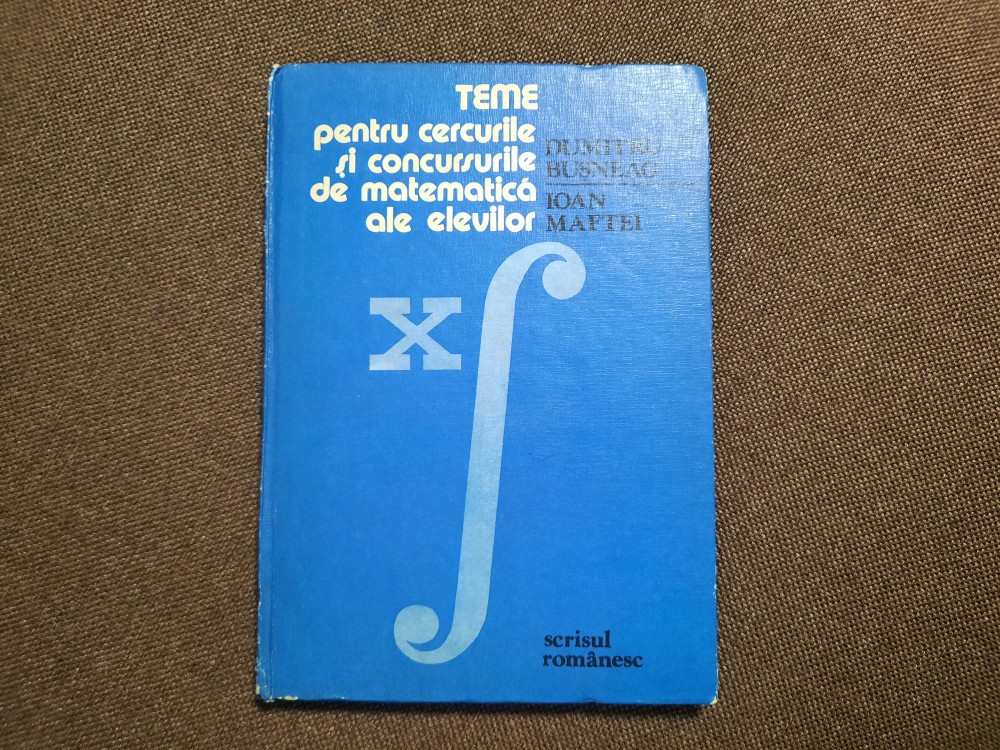 TEME
pentru cercurile
și concursurile
de matematică
ale elevilor
DUMITRU
BUȘNEAG
IOAN
MAFTEI
x∫
scrisul
românesc